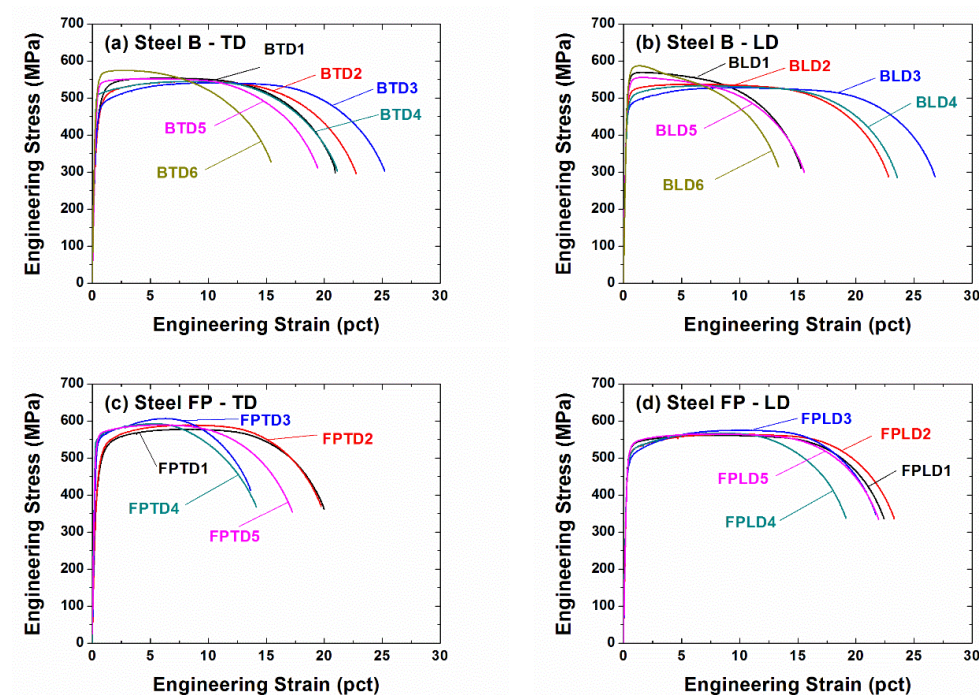 (a) Steel B - TD
BTD1
BTD2
BTD3
BTD4
BTD5
BTD6
700
600
500
400
300
200
100
0
0 5 10 15 20 25 30
Engineering Stress (MPa)
Engineering Strain (pct)
(b) Steel B - LD
BLD1
BLD2
BLD3
BLD4
BLD5
BLD6
700
600
500
400
300
200
100
0
0 5 10 15 20 25 30
Engineering Stress (MPa)
Engineering Strain (pct)
(c) Steel FP - TD
FPTD3
FPTD2
FPTD1
FPTD4
FPTD5
700
600
500
400
300
200
100
0
0 5 10 15 20 25 30
Engineering Stress (MPa)
Engineering Strain (pct)
(d) Steel FP - LD
FPLD3
FPLD2
FPLD1
FPLD5
FPLD4
700
600
500
400
300
200
100
0
0 5 10 15 20 25 30
Engineering Stress (MPa)
Engineering Strain (pct)